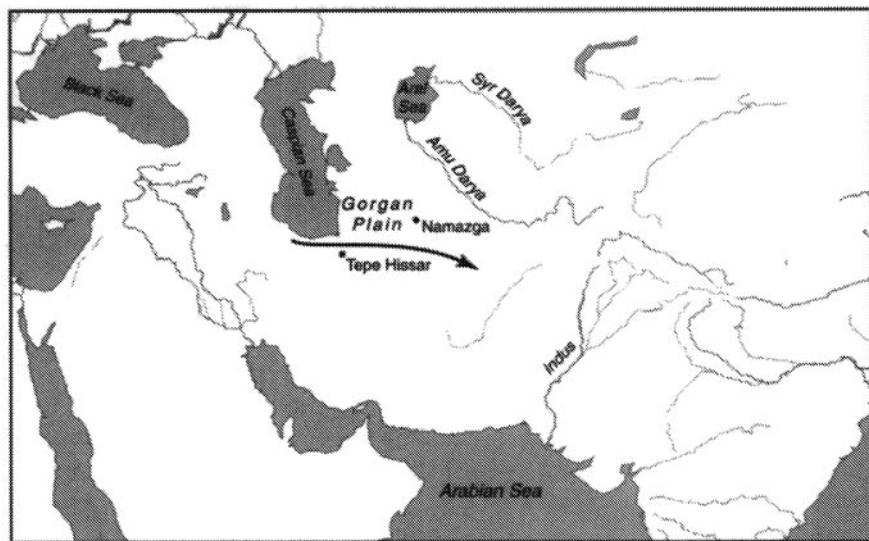 Black Sea
Caspian Sea
Aral
Sea
Syr Darya
Amu Darya
Gorgan
Plain
Namazga
Tepe Hissar
Indus
Arabian Sea